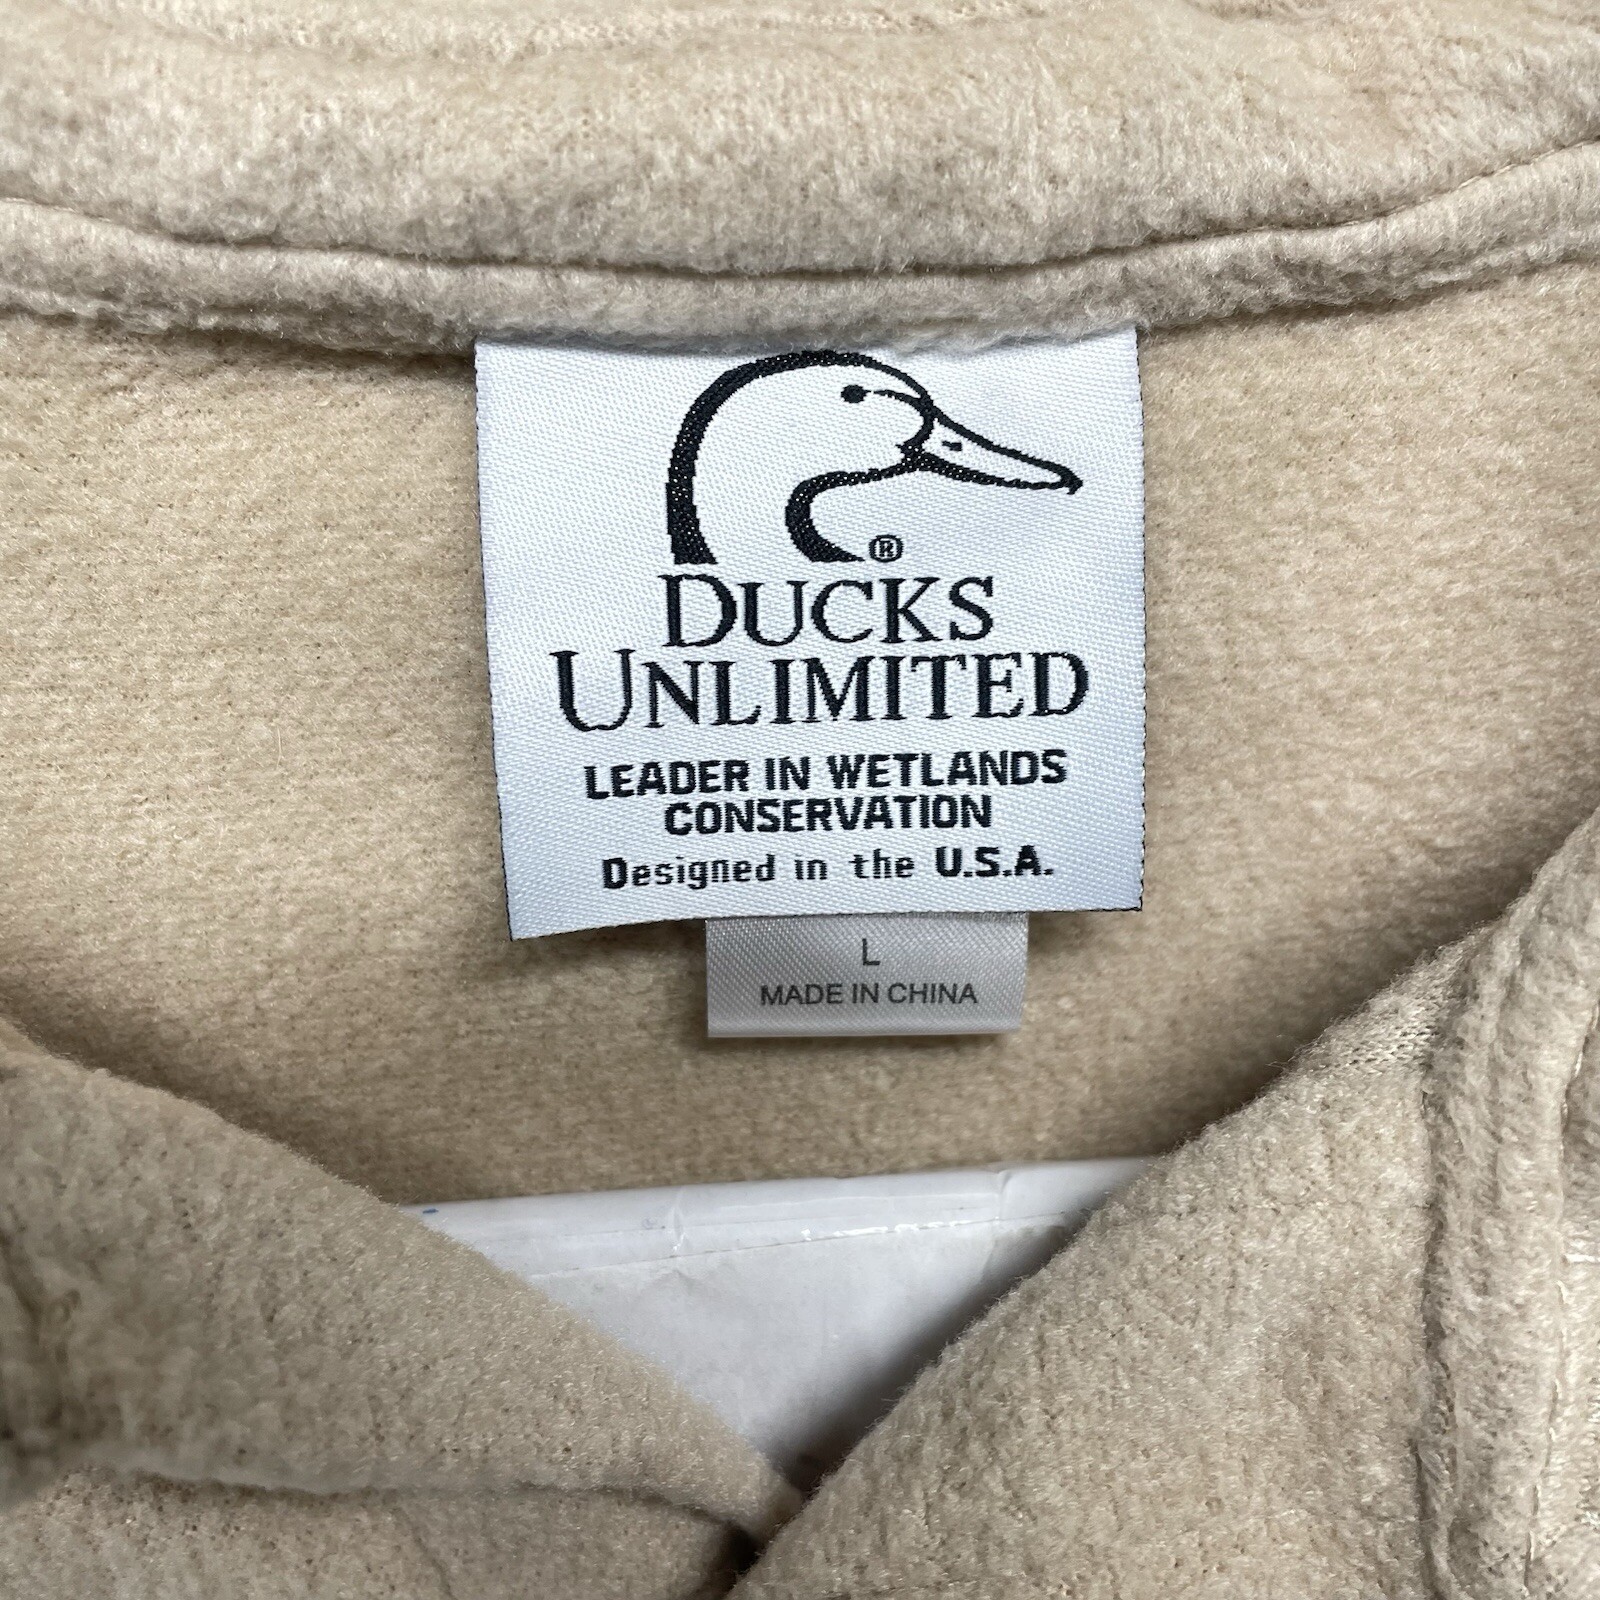 ®
DUCKS
UNLIMITED
LEADER IN WETLANDS
CONSERVATION
Designed in the U.S.A.
L
MADE IN CHINA